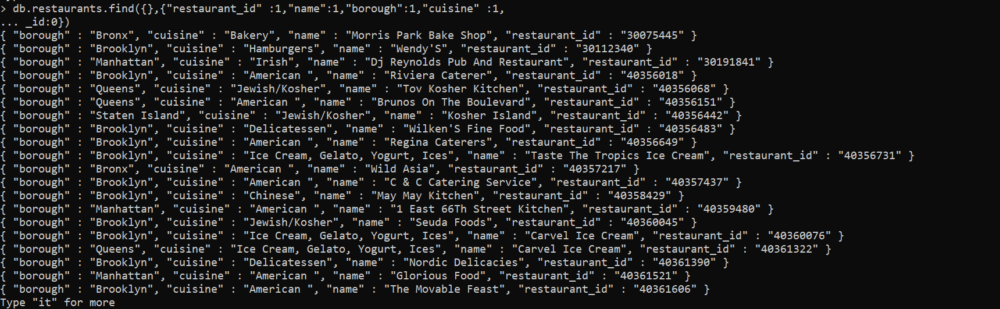 > db.restaurants.find({},{"restaurant_id" :1,"name":1,"borough":1,"cuisine" :1,
... _id:0})
{ "borough" : "Bronx", "cuisine" : "Bakery", "name" : "Morris Park Bake Shop", "restaurant_id" : "30075445" }
{ "borough" : "Brooklyn", "cuisine" : "Hamburgers", "name" : "Wendy'S", "restaurant_id" : "30112340" }
{ "borough" : "Manhattan", "cuisine" : "Irish", "name" : "Dj Reynolds Pub And Restaurant", "restaurant_id" : "30191841" }
{ "borough" : "Brooklyn", "cuisine" : "American ", "name" : "Riviera Caterer", "restaurant_id" : "40356018" }
{ "borough" : "Queens", "cuisine" : "Jewish/Kosher", "name" : "Tov Kosher Kitchen", "restaurant_id" : "40356068" }
{ "borough" : "Queens", "cuisine" : "American ", "name" : "Brunos On The Boulevard", "restaurant_id" : "40356151" }
{ "borough" : "Staten Island", "cuisine" : "Jewish/Kosher", "name" : "Kosher Island", "restaurant_id" : "40356442" }
{ "borough" : "Brooklyn", "cuisine" : "Delicatessen", "name" : "Wilken'S Fine Food", "restaurant_id" : "40356483" }
{ "borough" : "Brooklyn", "cuisine" : "American ", "name" : "Regina Caterers", "restaurant_id" : "40356649" }
{ "borough" : "Brooklyn", "cuisine" : "Ice Cream, Gelato, Yogurt, Ices", "name" : "Taste The Tropics Ice Cream", "restaurant_id" : "40356731" }
{ "borough" : "Bronx", "cuisine" : "American ", "name" : "Wild Asia", "restaurant_id" : "40357217" }
{ "borough" : "Brooklyn", "cuisine" : "American ", "name" : "C & C Catering Service", "restaurant_id" : "40357437" }
{ "borough" : "Brooklyn", "cuisine" : "Chinese", "name" : "May May Kitchen", "restaurant_id" : "40358429" }
{ "borough" : "Manhattan", "cuisine" : "American ", "name" : "1 East 66Th Street Kitchen", "restaurant_id" : "40359480" }
{ "borough" : "Brooklyn", "cuisine" : "Jewish/Kosher", "name" : "Seuda Foods", "restaurant_id" : "40360045" }
{ "borough" : "Brooklyn", "cuisine" : "Ice Cream, Gelato, Yogurt, Ices", "name" : "Carvel Ice Cream", "restaurant_id" : "40360076" }
{ "borough" : "Queens", "cuisine" : "Ice Cream, Gelato, Yogurt, Ices", "name" : "Carvel Ice Cream", "restaurant_id" : "40361322" }
{ "borough" : "Brooklyn", "cuisine" : "Delicatessen", "name" : "Nordic Delicacies", "restaurant_id" : "40361390" }
{ "borough" : "Manhattan", "cuisine" : "American ", "name" : "Glorious Food", "restaurant_id" : "40361521" }
{ "borough" : "Brooklyn", "cuisine" : "American ", "name" : "The Movable Feast", "restaurant_id" : "40361606" }
Type "it" for more